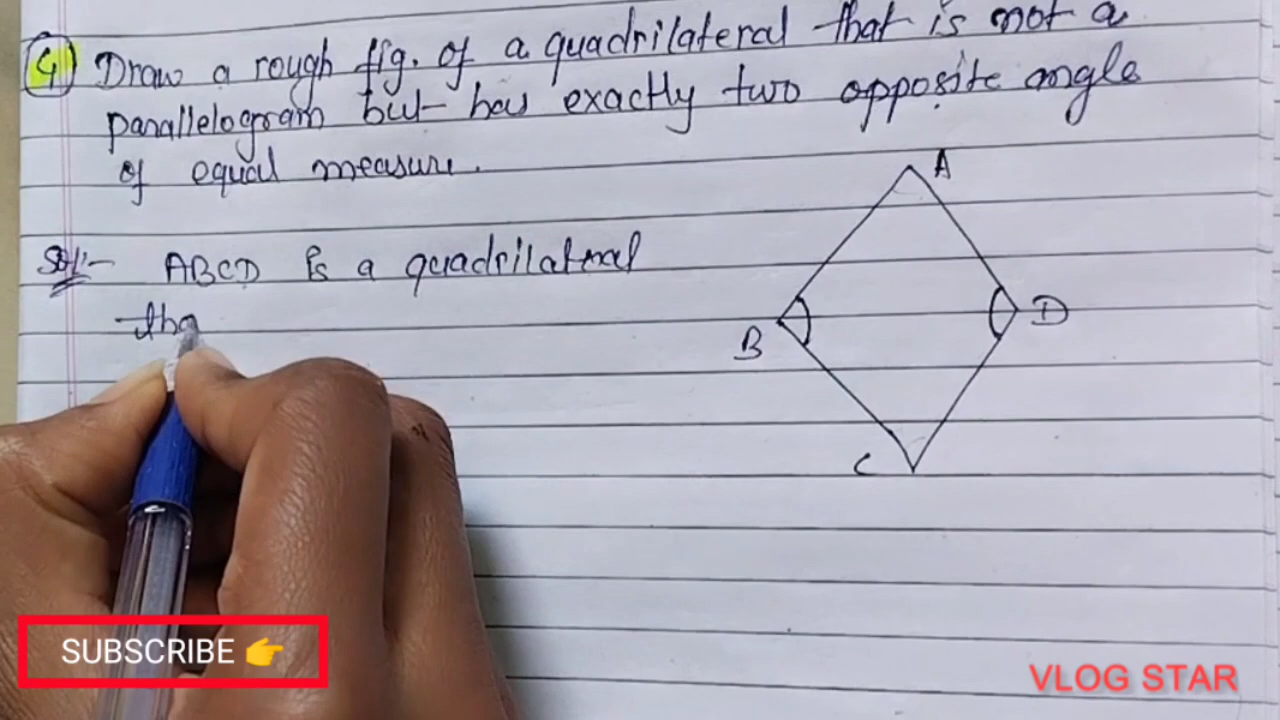 4 Draw a rough fig. of a quadrilateral that is not a
parallelogram but has exactly two opposite angle
of equal measure.
A
Sol:- ABCD is a quadrilateral
tha
B
D
C
SUBSCRIBE 👉
VLOG STAR